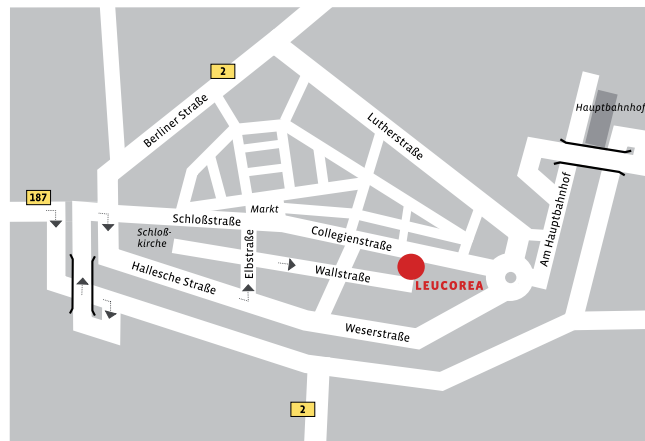 2
Berliner Straße
Lutherstraße
Hauptbahnhof
187
Am Hauptbahnhof
Markt
Schloßstraße
Schloß-
kirche
Collegienstraße
Elbstraße
Wallstraße
Hallesche Straße
LEUCOREA
Weserstraße
2